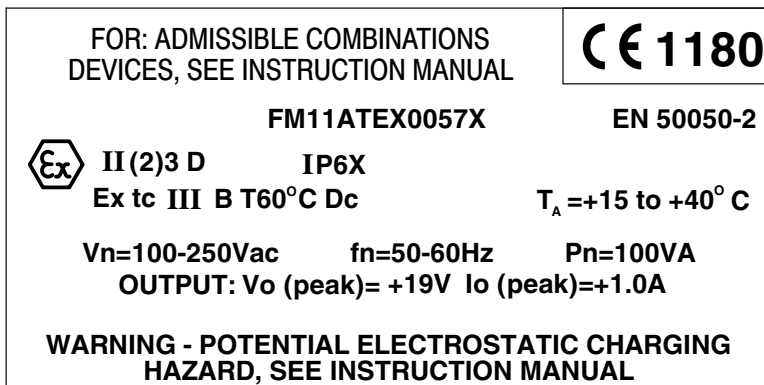 FOR: ADMISSIBLE COMBINATIONS
DEVICES, SEE INSTRUCTION MANUAL
CE 1180
FM11ATEX0057X EN 50050-2
Ex II (2)3 D IP6X
Ex tc III B T60°C Dc TA =+15 to +40° C
Vn=100-250Vac fn=50-60Hz Pn=100VA
OUTPUT: Vo (peak)= +19V Io (peak)=+1.0A
WARNING - POTENTIAL ELECTROSTATIC CHARGING
HAZARD, SEE INSTRUCTION MANUAL